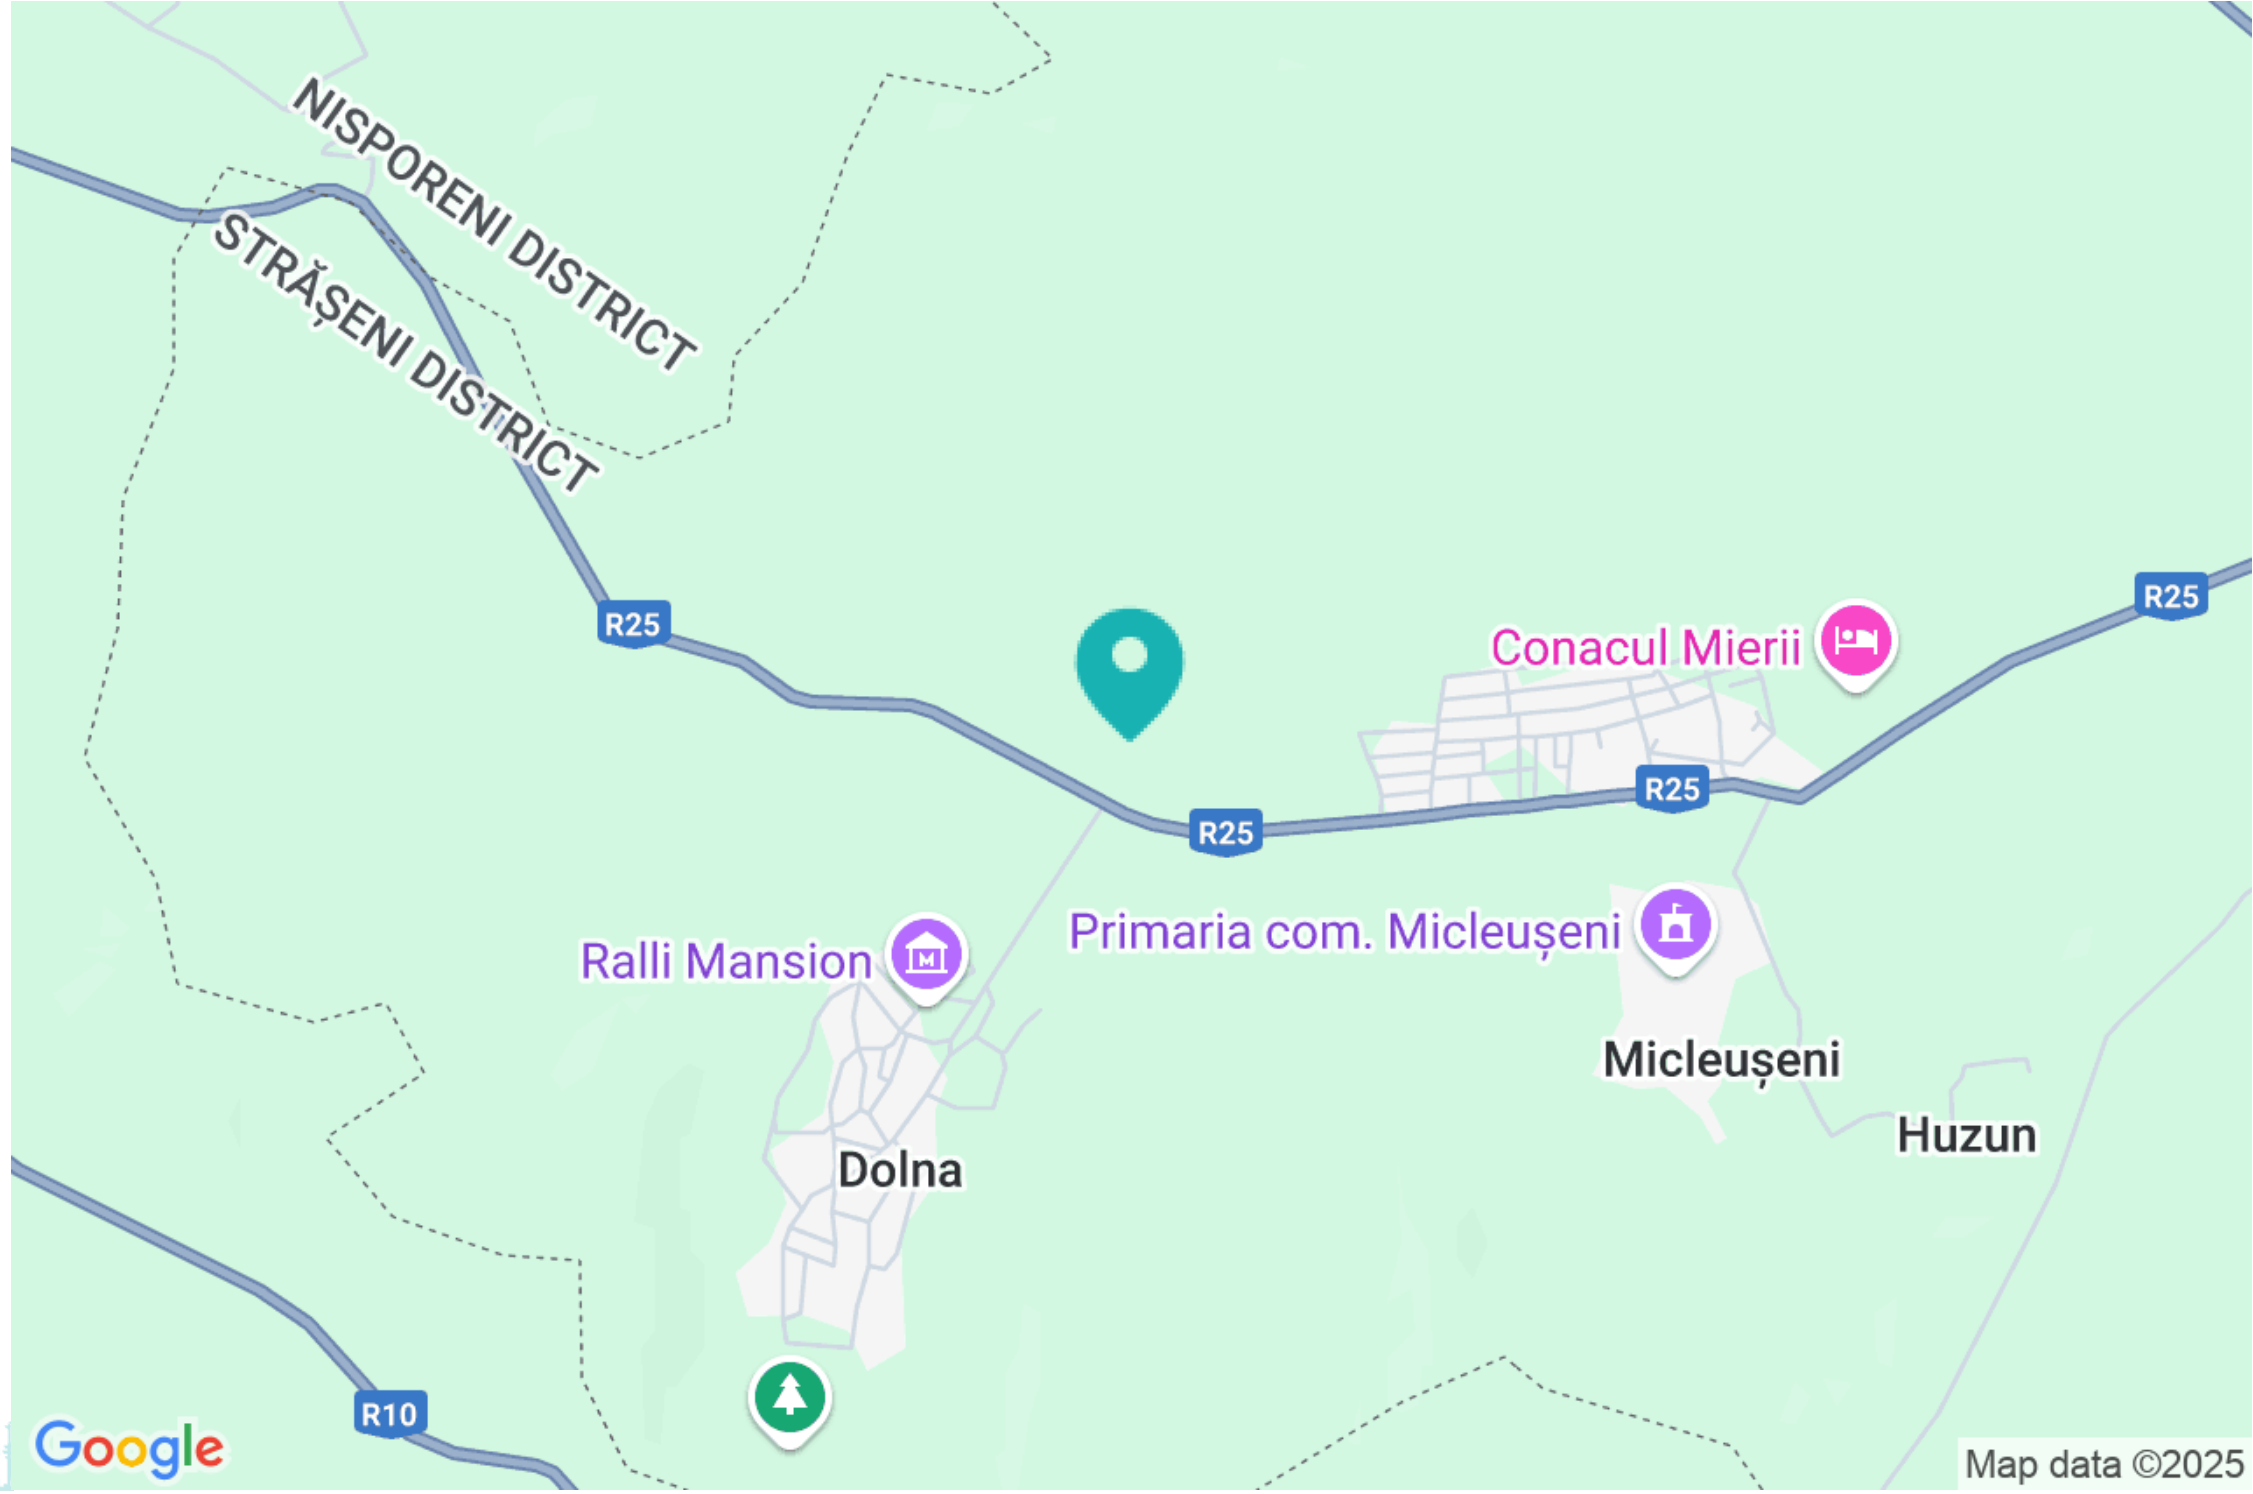 NISPORENI DISTRICT
STRĂȘENI DISTRICT
R25
R25
Conacul Mierii
R25
R25
Primaria com. Micleușeni
Ralli Mansion
Micleușeni
Huzun
Dolna
R10
Google
Map data ©2025